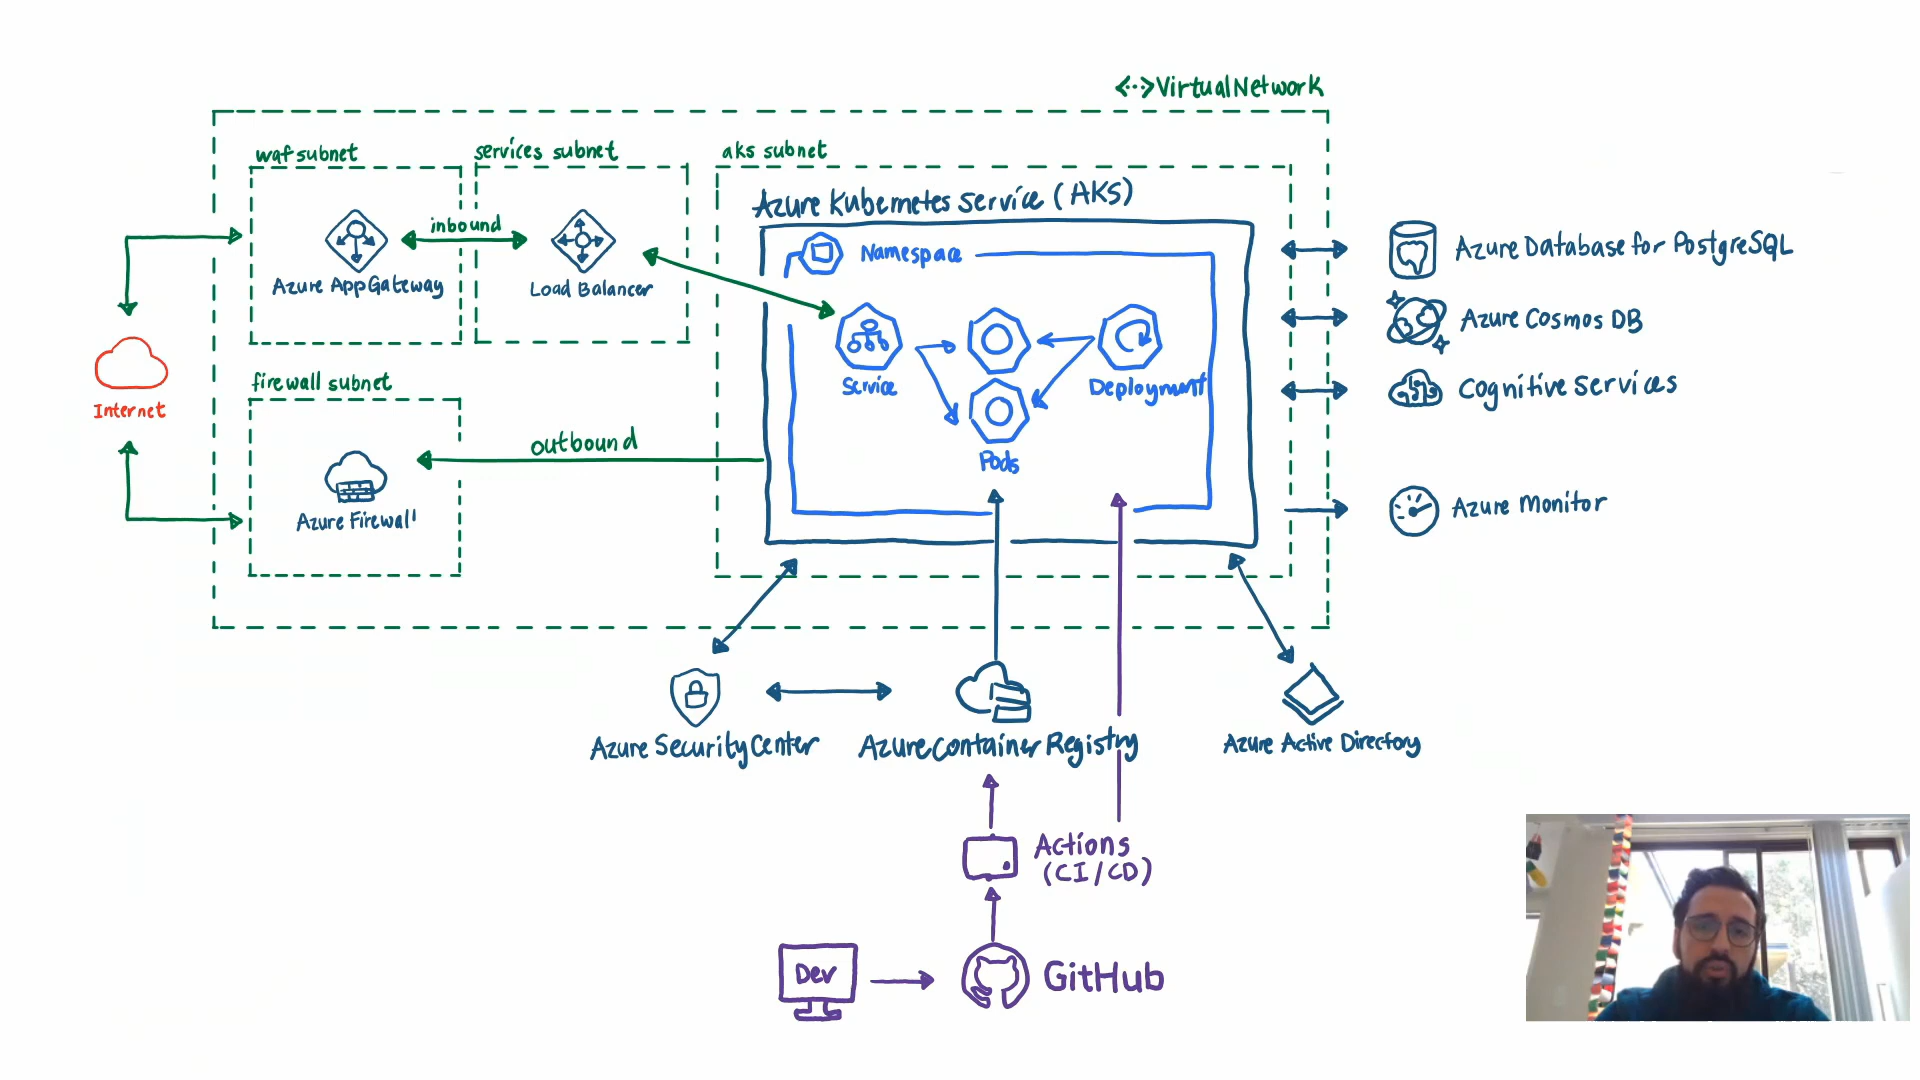 VirtualNetwork
waf subnet
services subnet
aks subnet
Azure Kubernetes Service (AKS)
inbound
Namespace
Azure AppGateway
Load Balancer
Service
Deployment
Pods
Internet
firewall subnet
outbound
Azure Firewall
Azure Database for PostgreSQL
Azure Cosmos DB
Cognitive Services
Azure Monitor
Azure Security Center
Azure Container Registry
Azure Active Directory
Actions
(CI/CD)
Dev
GitHub